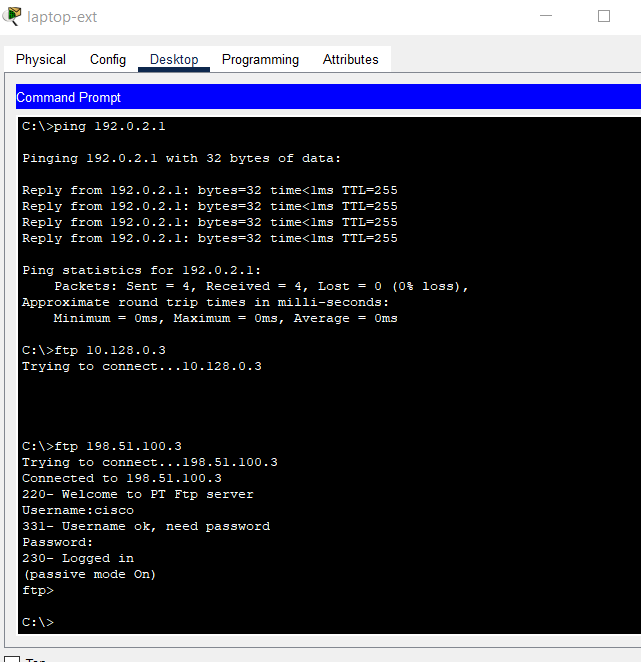 laptop-ext
Physical Config Desktop Programming Attributes
Command Prompt
C:\>ping 192.0.2.1
Pinging 192.0.2.1 with 32 bytes of data:
Reply from 192.0.2.1: bytes=32 time<1ms TTL=255
Reply from 192.0.2.1: bytes=32 time<1ms TTL=255
Reply from 192.0.2.1: bytes=32 time<1ms TTL=255
Reply from 192.0.2.1: bytes=32 time<1ms TTL=255
Ping statistics for 192.0.2.1:
Packets: Sent = 4, Received = 4, Lost = 0 (0% loss),
Approximate round trip times in milli-seconds:
Minimum = 0ms, Maximum = 0ms, Average = 0ms
C:\>ftp 10.128.0.3
Trying to connect...10.128.0.3
C:\>ftp 198.51.100.3
Trying to connect...198.51.100.3
Connected to 198.51.100.3
220- Welcome to PT Ftp server
Username:cisco
331- Username ok, need password
Password:
230- Logged in
(passive mode On)
ftp>
C:\>